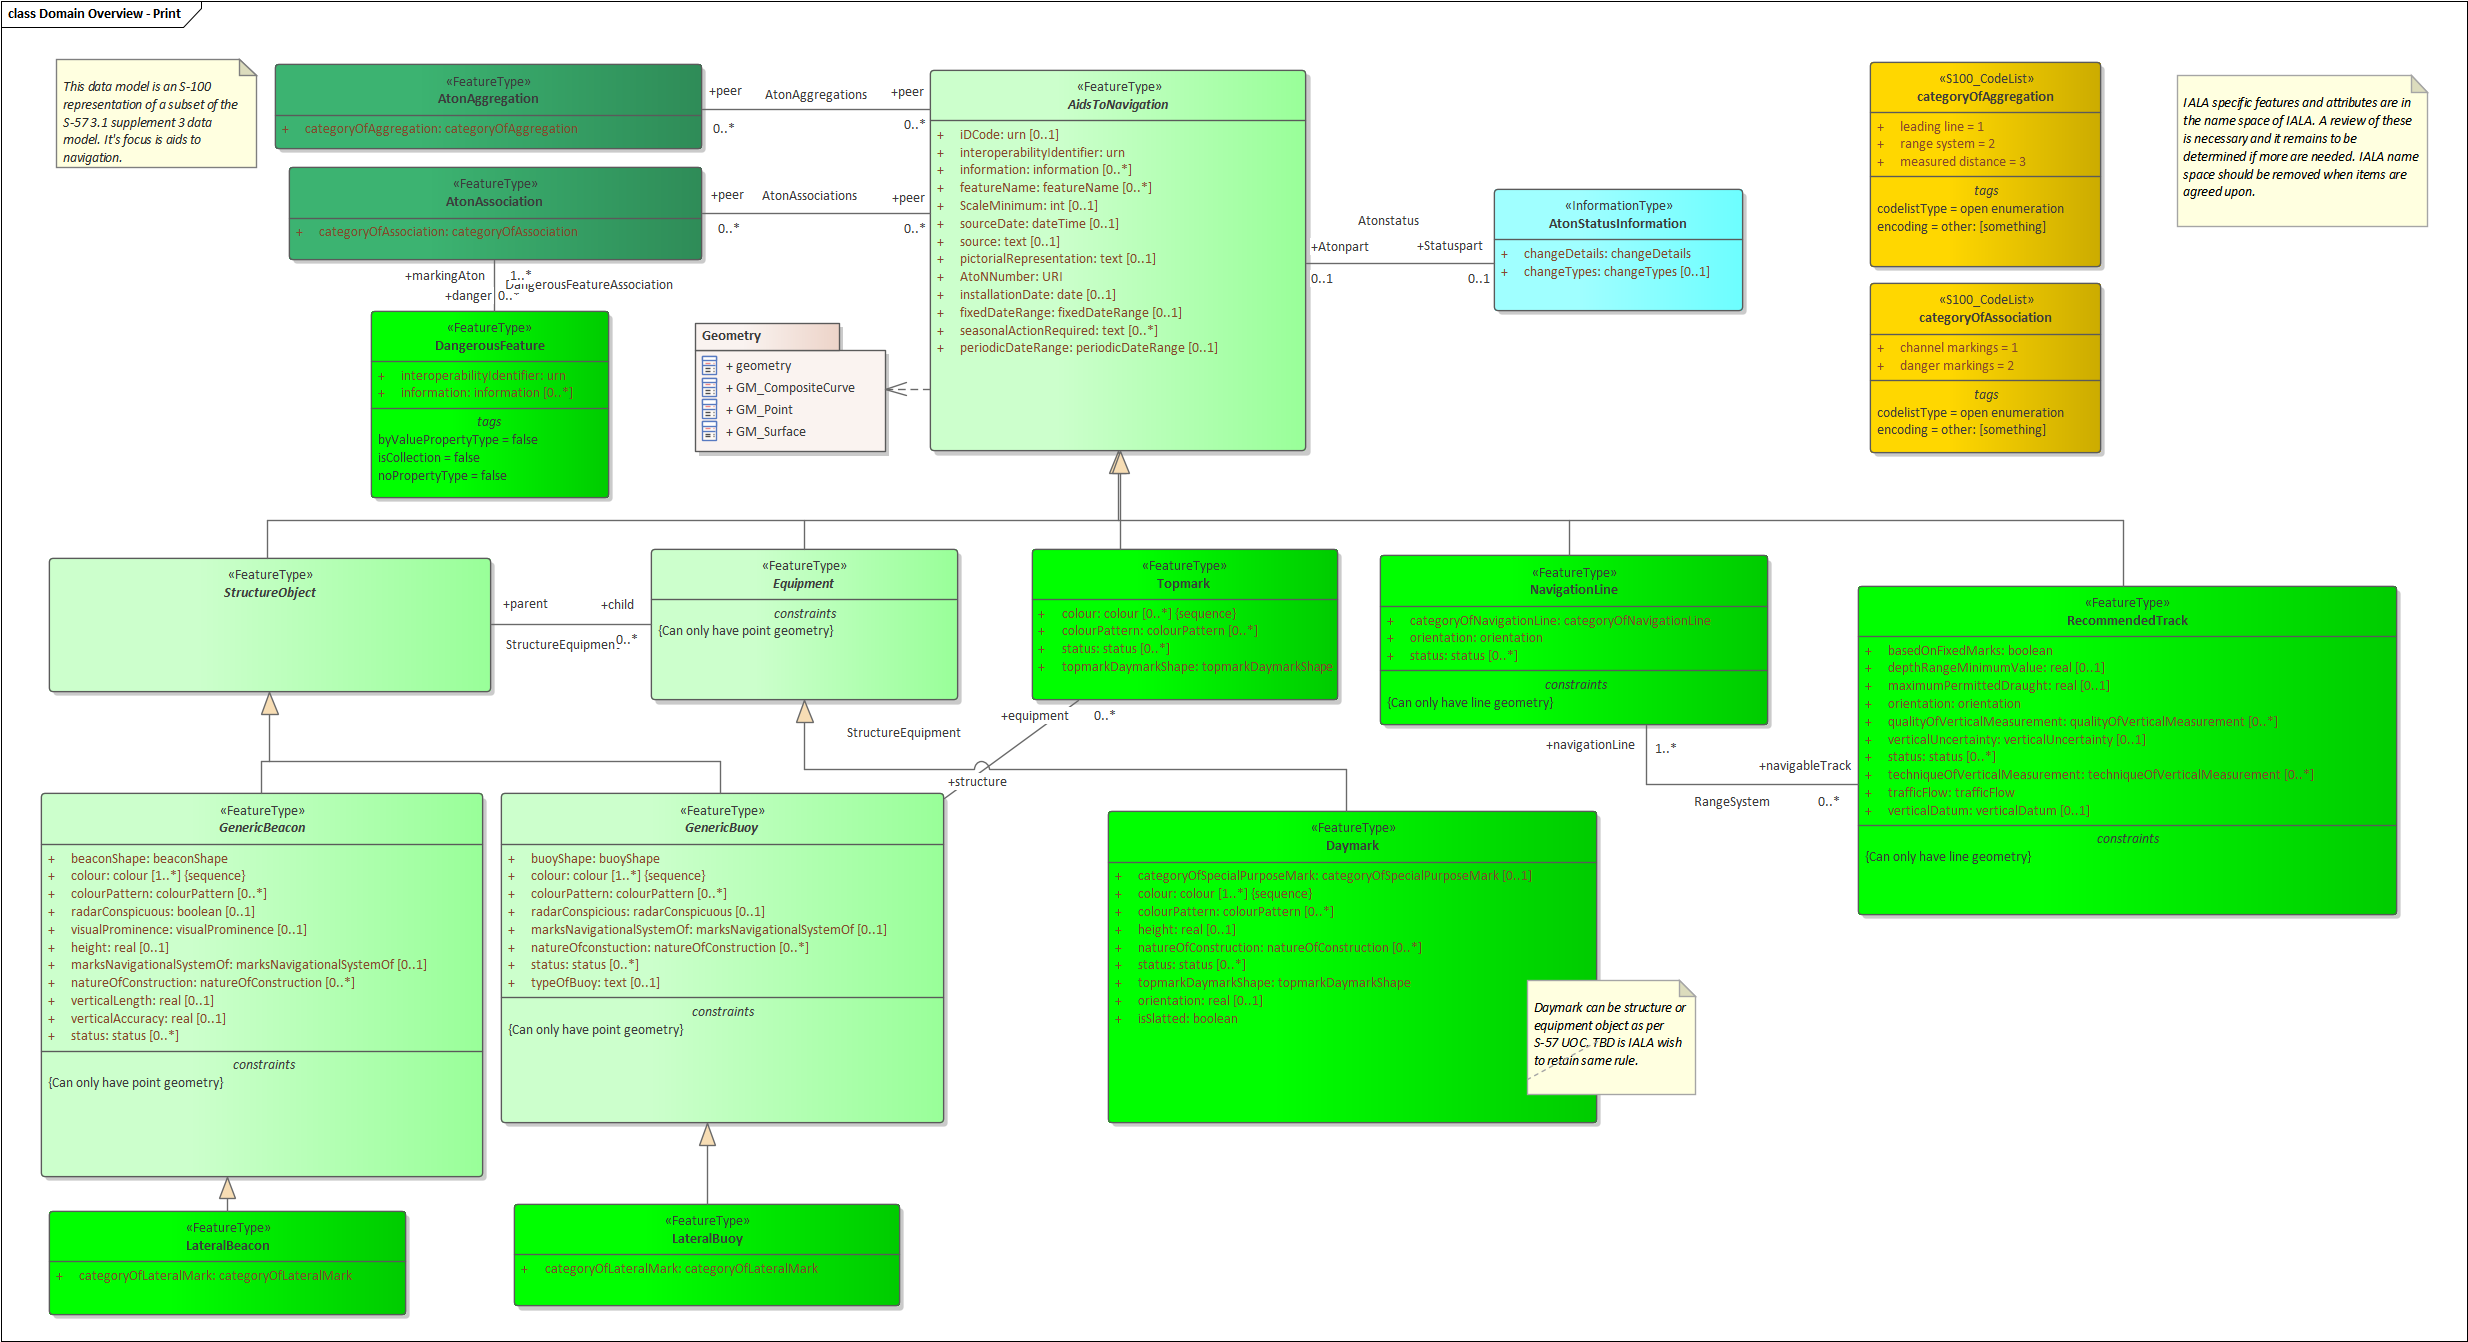 class Domain Overview - Print
This data model is an S-100
representation of a subset of the
S-57 3.1 supplement 3 data
model. It's focus is aids to
navigation.
«FeatureType»
AtonAggregation
+ categoryOfAggregation: categoryOfAggregation
+peer AtonAggregations +peer
0..* 0..*
«FeatureType»
AtonAssociation
+ categoryOfAssociation: categoryOfAssociation
+peer AtonAssociations +peer
0..* 0..*
+markingAton 1..*
DangerousFeatureAssociation
+danger 0..*
«FeatureType»
DangerousFeature
+ interoperabilityIdentifier: urn
+ information: information [0..*]
tags
byValuePropertyType = false
isCollection = false
noPropertyType = false
Geometry
+ geometry
+ GM_CompositeCurve
+ GM_Point
+ GM_Surface
«FeatureType»
AidsToNavigation
+ iDCode: urn [0..1]
+ interoperabilityIdentifier: urn
+ information: information [0..*]
+ featureName: featureName [0..*]
+ ScaleMinimum: int [0..1]
+ sourceDate: dateTime [0..1]
+ source: text [0..1]
+ pictorialRepresentation: text [0..1]
+ AtoNNumber: URI
+ installationDate: date [0..1]
+ fixedDateRange: fixedDateRange [0..1]
+ seasonalActionRequired: text [0..*]
+ periodicDateRange: periodicDateRange [0..1]
Atonstatus
+Atonpart +Statuspart
0..1 0..1
«InformationType»
AtonStatusInformation
+ changeDetails: changeDetails
+ changeTypes: changeTypes [0..1]
«S100_CodeList»
categoryOfAggregation
+ leading line = 1
+ range system = 2
+ measured distance = 3
tags
codelistType = open enumeration
encoding = other: [something]
«S100_CodeList»
categoryOfAssociation
+ channel markings = 1
+ danger markings = 2
tags
codelistType = open enumeration
encoding = other: [something]
IALA specific features and attributes are in
the name space of IALA. A review of these
is necessary and it remains to be
determined if more are needed. IALA name
space should be removed when items are
agreed upon.
«FeatureType»
StructureObject
+parent +child
0..*
StructureEquipment
«FeatureType»
Equipment
constraints
{Can only have point geometry}
«FeatureType»
Topmark
+ colour: colour [0..*] {sequence}
+ colourPattern: colourPattern [0..*]
+ status: status [0..*]
+ topmarkDaymarkShape: topmarkDaymarkShape
+equipment 0..*
StructureEquipment
+structure
«FeatureType»
NavigationLine
+ categoryOfNavigationLine: categoryOfNavigationLine
+ orientation: orientation
+ status: status [0..*]
constraints
{Can only have line geometry}
+navigationLine 1..*
+navigableTrack
RangeSystem 0..*
«FeatureType»
RecommendedTrack
+ basedOnFixedMarks: boolean
+ depthRangeMinimumValue: real [0..1]
+ maximumPermittedDraught: real [0..1]
+ orientation: orientation
+ qualityOfVerticalMeasurement: qualityOfVerticalMeasurement [0..*]
+ verticalUncertainty: verticalUncertainty [0..1]
+ status: status [0..*]
+ techniqueOfVerticalMeasurement: techniqueOfVerticalMeasurement [0..*]
+ trafficFlow: trafficFlow
+ verticalDatum: verticalDatum [0..1]
constraints
{Can only have line geometry}
«FeatureType»
GenericBeacon
+ beaconShape: beaconShape
+ colour: colour [1..*] {sequence}
+ colourPattern: colourPattern [0..*]
+ radarConspicuous: boolean [0..1]
+ visualProminence: visualProminence [0..1]
+ height: real [0..1]
+ marksNavigationalSystemOf: marksNavigationalSystemOf [0..1]
+ natureOfConstruction: natureOfConstruction [0..*]
+ verticalLength: real [0..1]
+ verticalAccuracy: real [0..1]
+ status: status [0..*]
constraints
{Can only have point geometry}
«FeatureType»
GenericBuoy
+ buoyShape: buoyShape
+ colour: colour [1..*] {sequence}
+ colourPattern: colourPattern [0..*]
+ radarConspicious: radarConspicuous [0..1]
+ marksNavigationalSystemOf: marksNavigationalSystemOf [0..1]
+ natureOfconstuction: natureOfConstruction [0..*]
+ status: status [0..*]
+ typeOfBuoy: text [0..1]
constraints
{Can only have point geometry}
«FeatureType»
Daymark
+ categoryOfSpecialPurposeMark: categoryOfSpecialPurposeMark [0..1]
+ colour: colour [1..*] {sequence}
+ colourPattern: colourPattern [0..*]
+ height: real [0..1]
+ natureOfConstruction: natureOfConstruction [0..*]
+ status: status [0..*]
+ topmarkDaymarkShape: topmarkDaymarkShape
+ orientation: real [0..1]
+ isSlatted: boolean
Daymark can be structure or
equipment object as per
S-57 UOC. TBD is IALA wish
to retain same rule.
«FeatureType»
LateralBeacon
+ categoryOfLateralMark: categoryOfLateralMark
«FeatureType»
LateralBuoy
+ categoryOfLateralMark: categoryOfLateralMark